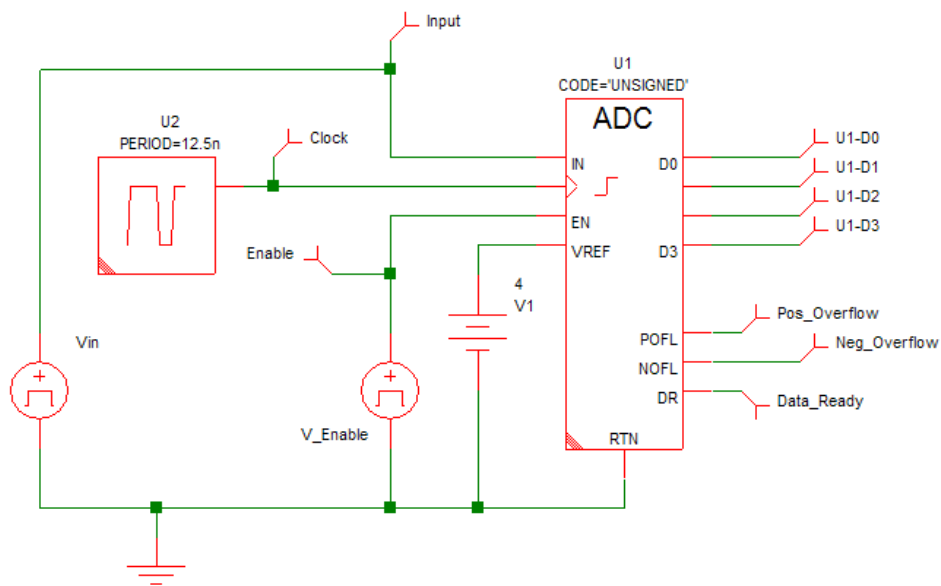 Input
U1
CODE='UNSIGNED'
ADC
U2
PERIOD=12.5n
Clock
IN
D0
U1-D0
U1-D1
EN
U1-D2
VREF
D3
U1-D3
Enable
4
V1
Pos_Overflow
POFL
Neg_Overflow
NOFL
Vin
DR
Data_Ready
V_Enable
RTN